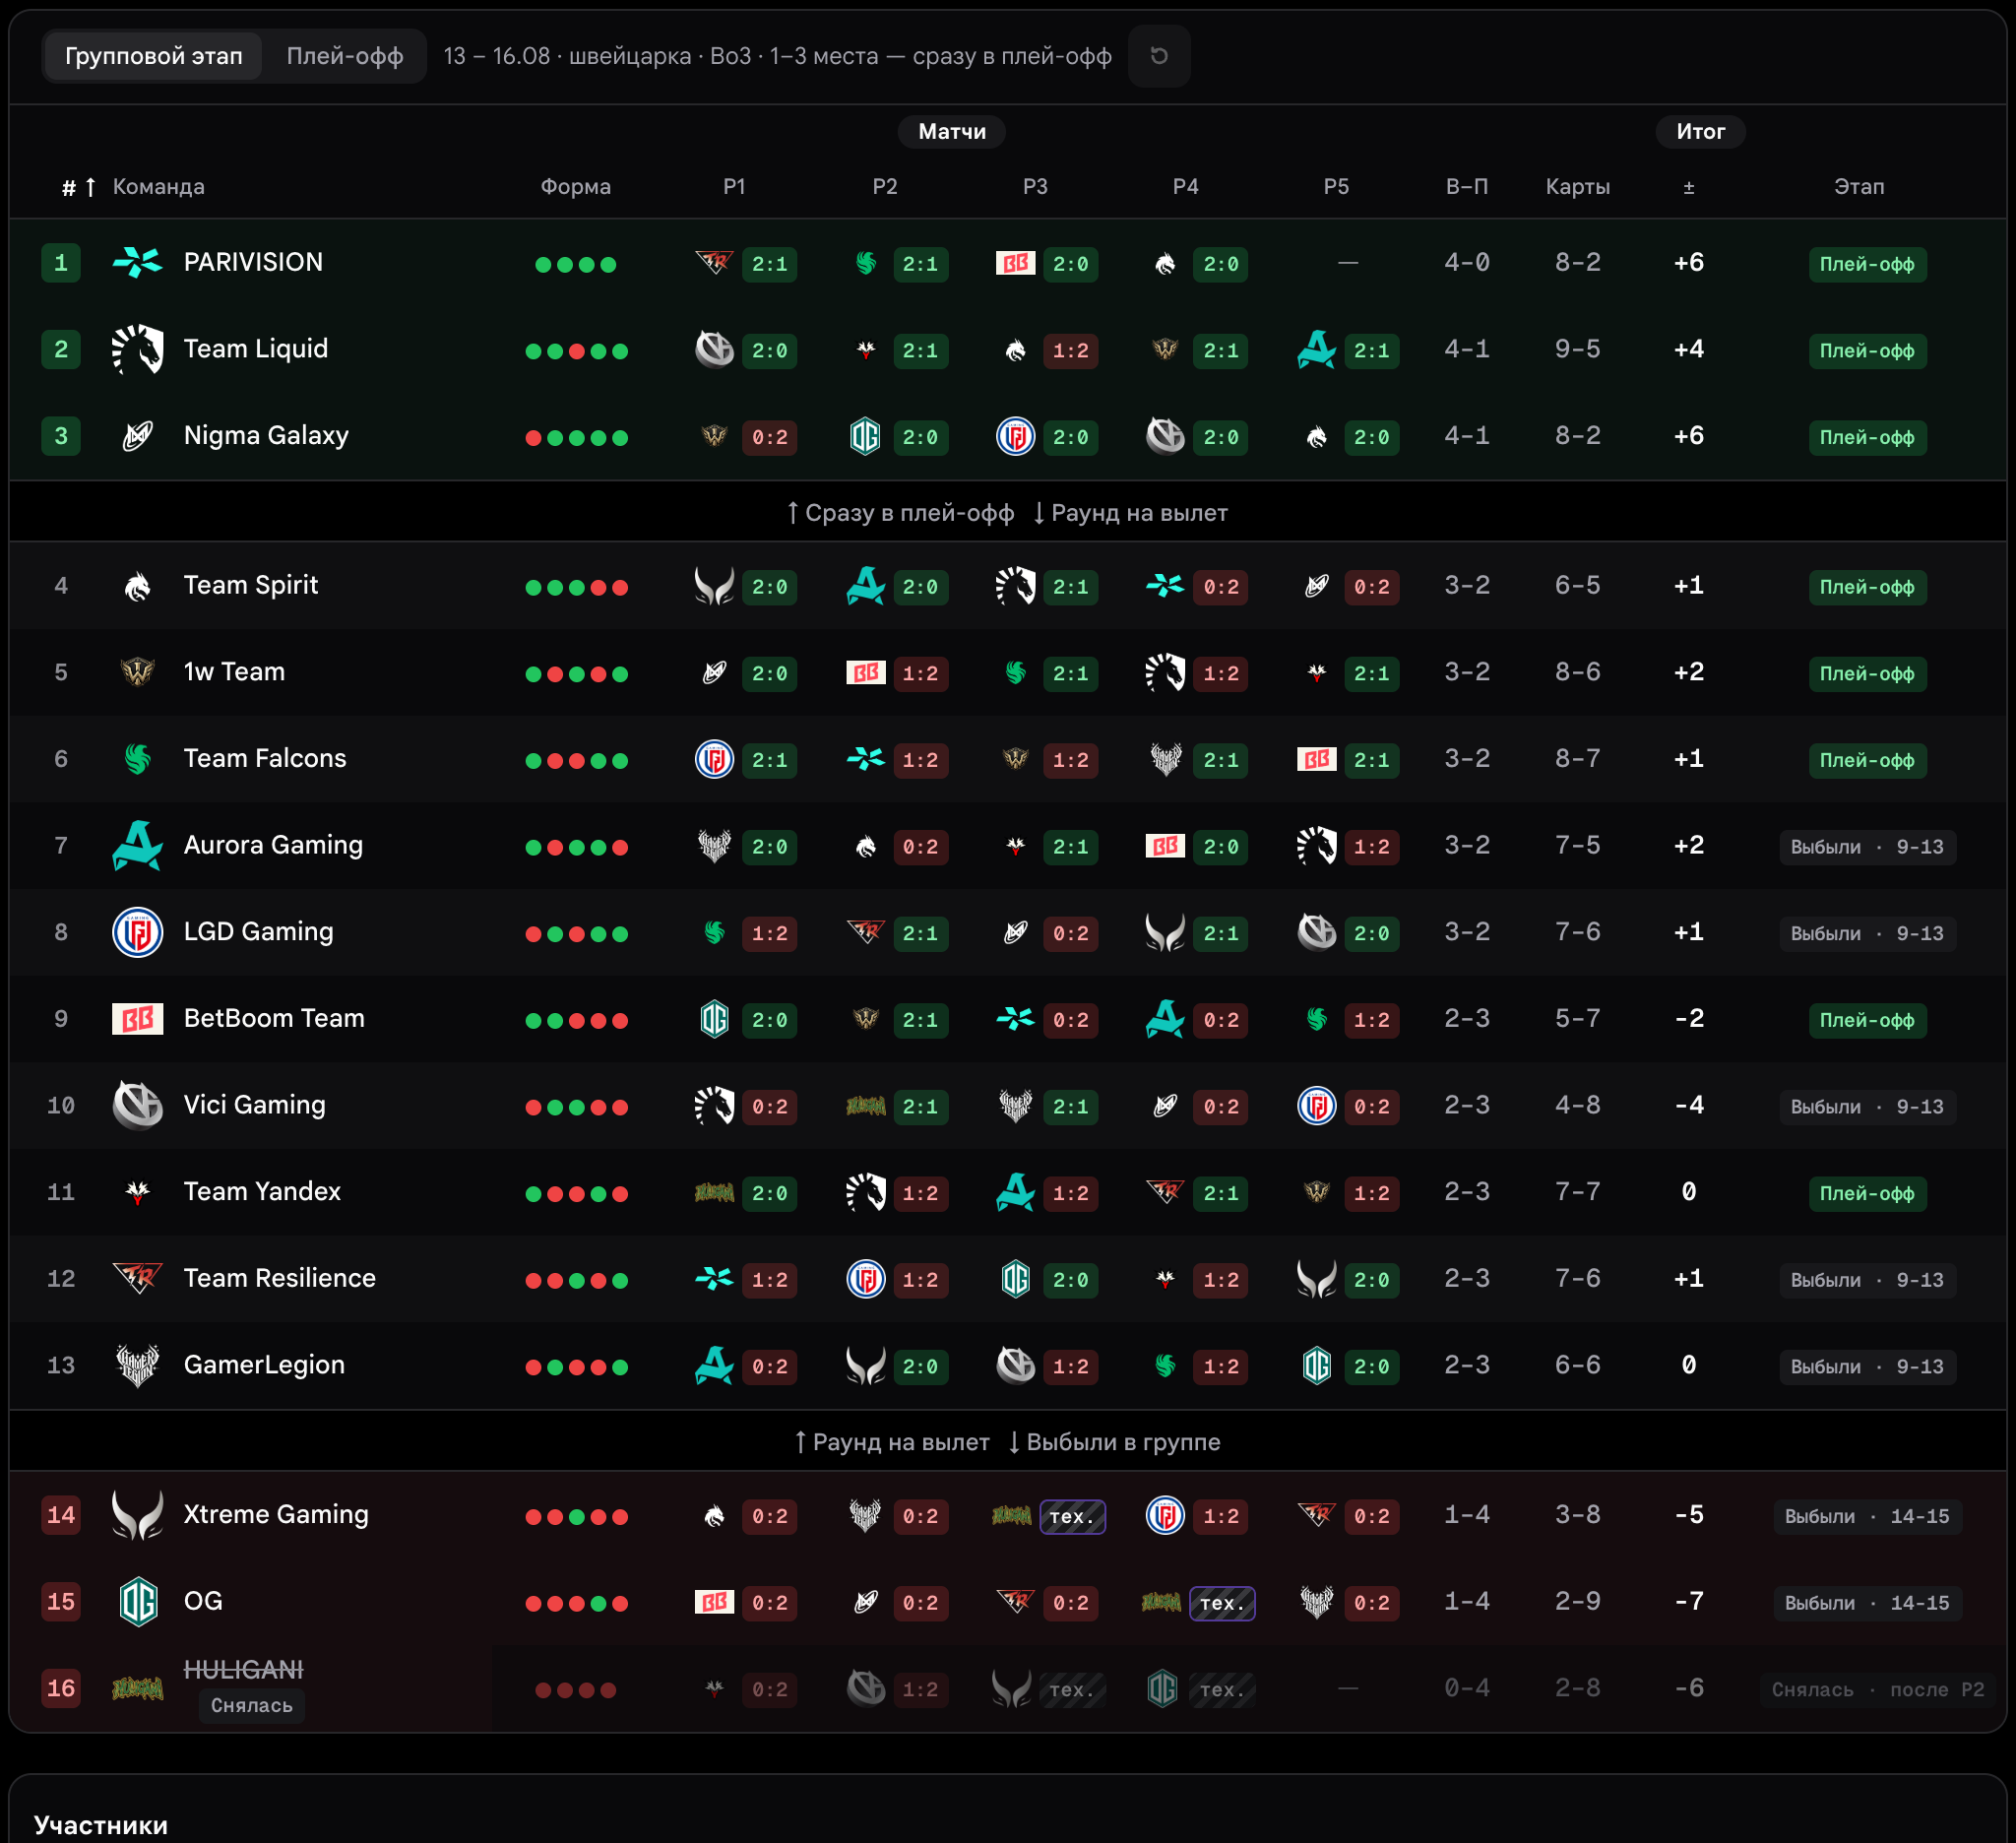 Групповой этап Плей-офф 13 – 16.08 · швейцарка · Bo3 · 1–3 места — сразу в плей-офф
Матчи Итог
# ↑ Команда Форма Р1 Р2 Р3 Р4 Р5 В–П Карты ± Этап
1 PARIVISION 2:1 2:1 2:0 2:0 — 4–0 8–2 +6 Плей-офф
2 Team Liquid 2:0 2:1 1:2 2:1 2:1 4–1 9–5 +4 Плей-офф
3 Nigma Galaxy 0:2 2:0 2:0 2:0 2:0 4–1 8–2 +6 Плей-офф
↑ Сразу в плей-офф ↓ Раунд на вылет
4 Team Spirit 2:0 2:0 2:1 0:2 0:2 3–2 6–5 +1 Плей-офф
5 1w Team 2:0 1:2 2:1 1:2 2:1 3–2 8–6 +2 Плей-офф
6 Team Falcons 2:1 1:2 1:2 2:1 2:1 3–2 8–7 +1 Плей-офф
7 Aurora Gaming 2:0 0:2 2:1 2:0 1:2 3–2 7–5 +2 Выбыли · 9–13
8 LGD Gaming 1:2 2:1 0:2 2:1 2:0 3–2 7–6 +1 Выбыли · 9–13
9 BetBoom Team 2:0 2:1 0:2 0:2 1:2 2–3 5–7 -2 Плей-офф
10 Vici Gaming 0:2 2:1 2:1 0:2 0:2 2–3 4–8 -4 Выбыли · 9–13
11 Team Yandex 2:0 1:2 1:2 2:1 1:2 2–3 7–7 0 Плей-офф
12 Team Resilience 1:2 1:2 2:0 1:2 2:0 2–3 7–6 +1 Выбыли · 9–13
13 GamerLegion 0:2 2:0 1:2 1:2 2:0 2–3 6–6 0 Выбыли · 9–13
↑ Раунд на вылет ↓ Выбыли в группе
14 Xtreme Gaming 0:2 0:2 тех. 1:2 0:2 1–4 3–8 -5 Выбыли · 14–15
15 OG 0:2 0:2 0:2 тех. 0:2 1–4 2–9 -7 Выбыли · 14–15
16 HULIGANI 0:2 1:2 тех. тех. — 0–4 2–8 -6 Снялась · после Р2
Снялась
Участники